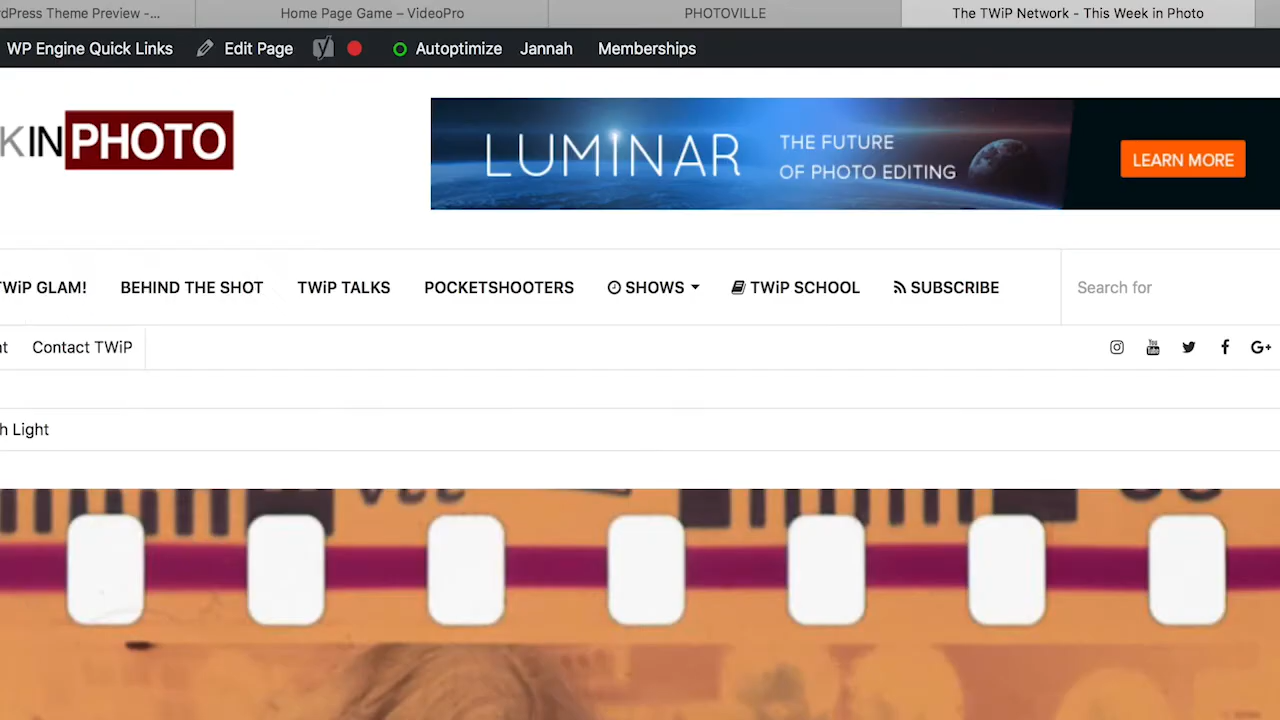 dPress Theme Preview -...
Home Page Game – VideoPro
PHOTOVILLE
The TWiP Network - This Week in Photo
WP Engine Quick Links
Edit Page
Autoptimize
Jannah
Memberships
KINPHOTO
LUMINAR
THE FUTURE
OF PHOTO EDITING
LEARN MORE
TWiP GLAM!
BEHIND THE SHOT
TWiP TALKS
POCKETSHOOTERS
SHOWS
TWiP SCHOOL
SUBSCRIBE
Search for
Contact TWiP
h Light